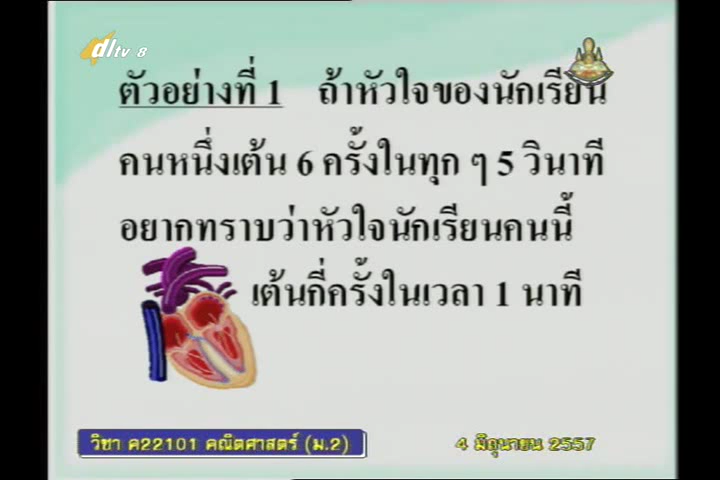 dltv 8
ตัวอย่างที่ 1 ถ้าหัวใจของนักเรียน
คนหนึ่งเต้น 6 ครั้งในทุก ๆ 5 วินาที
อยากทราบว่าหัวใจนักเรียนคนนี้
เต้นกี่ครั้งในเวลา 1 นาที
วิชา ค22101 คณิตศาสตร์ (ม.2)
4 มิถุนายน 2557